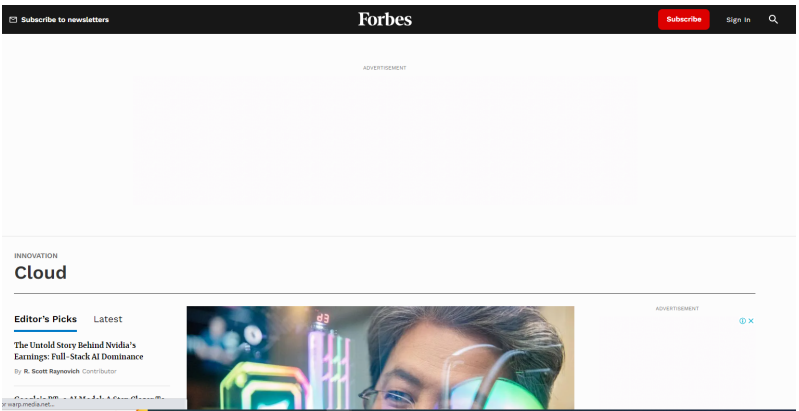 Subscribe to newsletters
Forbes
Subscribe
Sign In
ADVERTISEMENT
INNOVATION
Cloud
Editor's Picks
Latest
ADVERTISEMENT
The Untold Story Behind Nvidia's
Earnings: Full-Stack AI Dominance
By R. Scott Raynovich Contributor
warp.media.net...